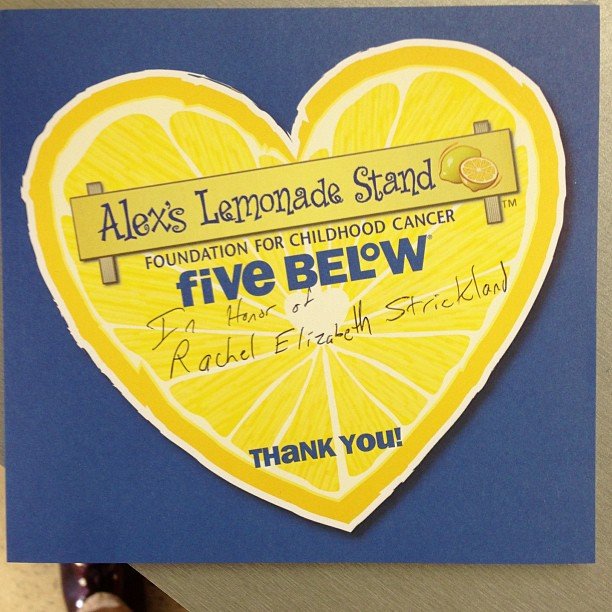 Alex's Lemonade Stand
TM
FOUNDATION FOR CHILDHOOD CANCER
five BELOW®
In Honor of
Rachel Elizabeth Strickland
THANK YOU!